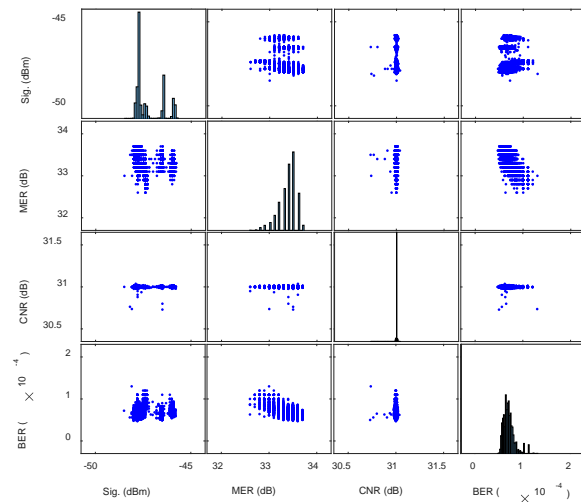 -45
Sig. (dBm)
-50
34
MER (dB)
33
32
31.5
CNR (dB)
31
30.5
2
BER ( × 10⁻⁴ )
1
0
-50 -45 32 33 34 30.5 31 31.5 0 1 2
Sig. (dBm) MER (dB) CNR (dB) BER ( × 10⁻⁴ )